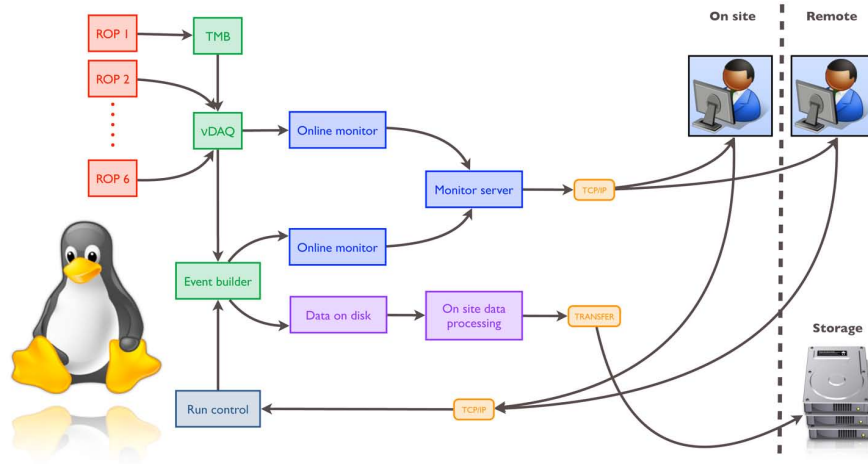 On site
Remote
ROP 1
TMB
ROP 2
vDAQ
Online monitor
ROP 6
Monitor server
TCP/IP
Online monitor
Event builder
Data on disk
On site data
processing
TRANSFER
Storage
Run control
TCP/IP